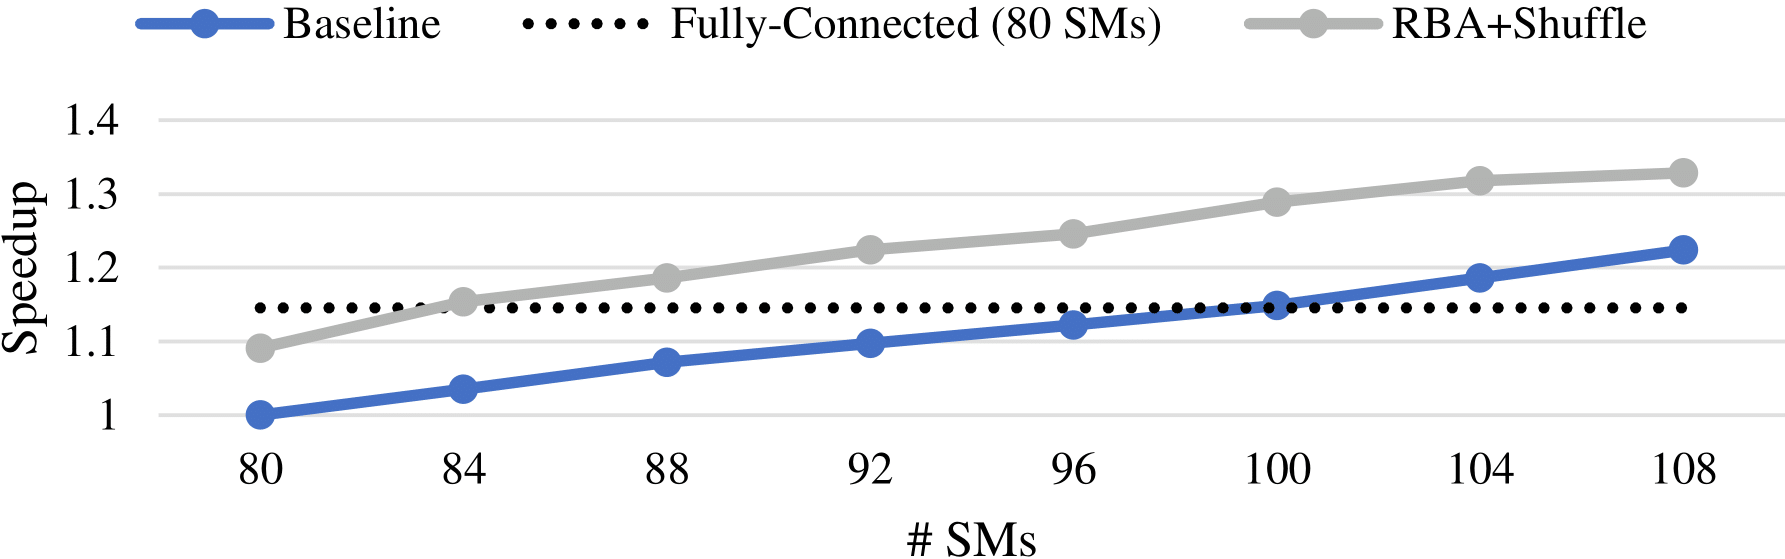 Baseline Fully-Connected (80 SMs) RBA+Shuffle
Speedup
1.4
1.3
1.2
1.1
1
80 84 88 92 96 100 104 108
# SMs